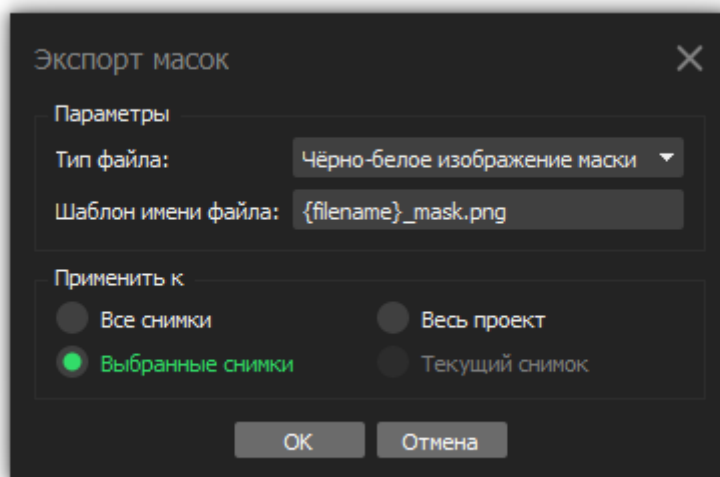 Экспорт масок
Параметры
Тип файла: Чёрно-белое изображение маски
Шаблон имени файла: {filename}_mask.png
Применить к
Все снимки Весь проект
Выбранные снимки Текущий снимок
OK Отмена